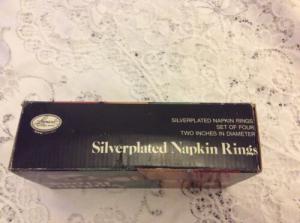 SILVERPLATED NAPKIN RINGS
SET OF FOUR
TWO INCHES IN DIAMETER
Silverplated Napkin Rings